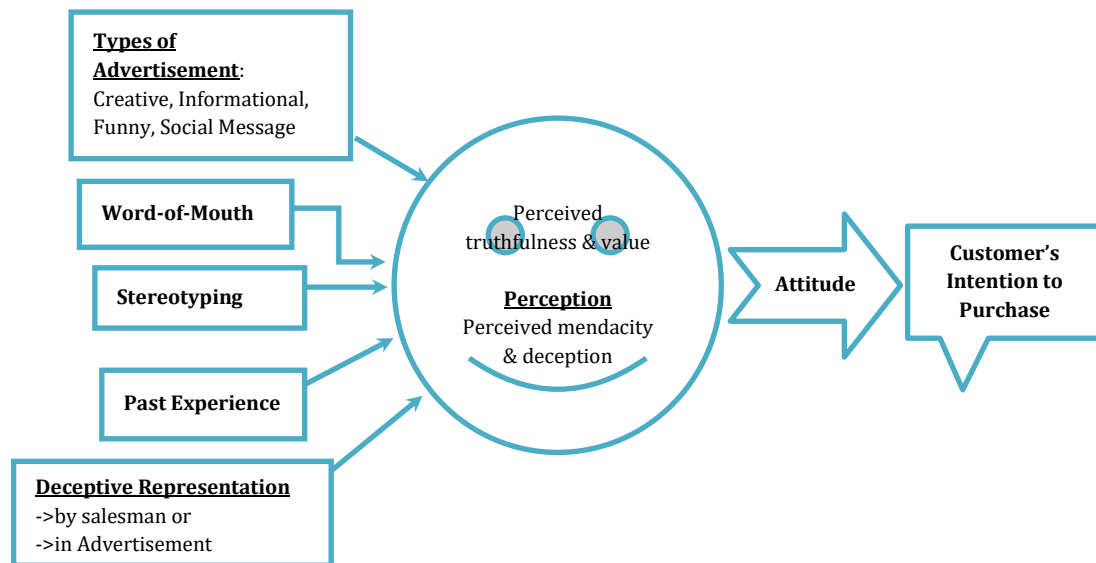 Types of
Advertisement:
Creative, Informational,
Funny, Social Message
Word-of-Mouth
Stereotyping
Past Experience
Deceptive Representation
->by salesman or
->in Advertisement
Perceived
truthfulness & value
Perception
Perceived mendacity
& deception
Attitude
Customer’s
Intention to
Purchase